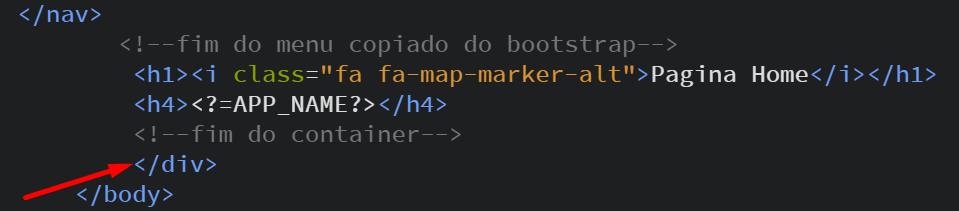 </nav>
<!--fim do menu copiado do bootstrap-->
<h1><i class="fa fa-map-marker-alt">Pagina Home</i></h1>
<h4><?=APP_NAME?></h4>
<!--fim do container-->
</div>
</body>